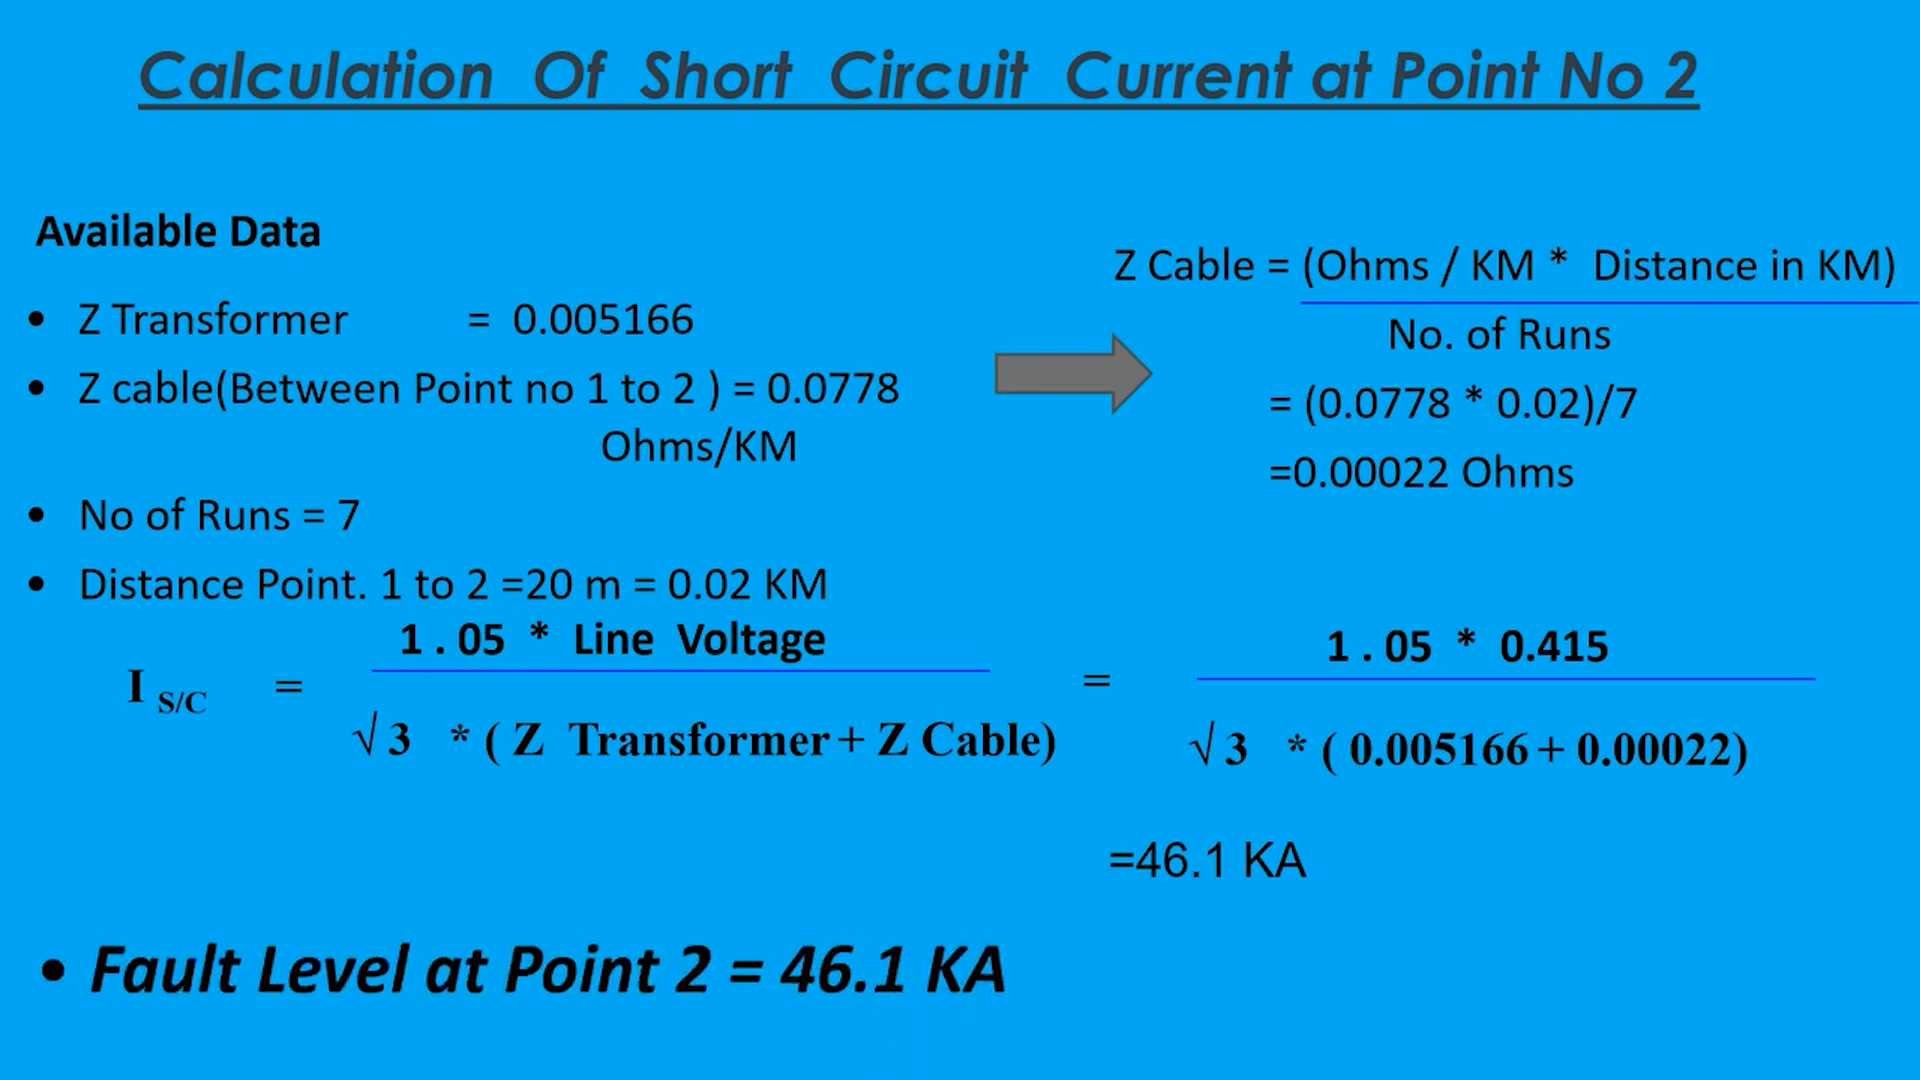 Calculation Of Short Circuit Current at Point No 2
Available Data
• Z Transformer = 0.005166
• Z cable(Between Point no 1 to 2 ) = 0.0778
Ohms/KM
• No of Runs = 7
• Distance Point. 1 to 2 =20 m = 0.02 KM
Z Cable = (Ohms / KM * Distance in KM)
No. of Runs
= (0.0778 * 0.02)/7
=0.00022 Ohms
1 . 05 * Line Voltage
I S/C =
√ 3 * ( Z Transformer + Z Cable)
=
1 . 05 * 0.415
√ 3 * ( 0.005166 + 0.00022)
=46.1 KA
• Fault Level at Point 2 = 46.1 KA